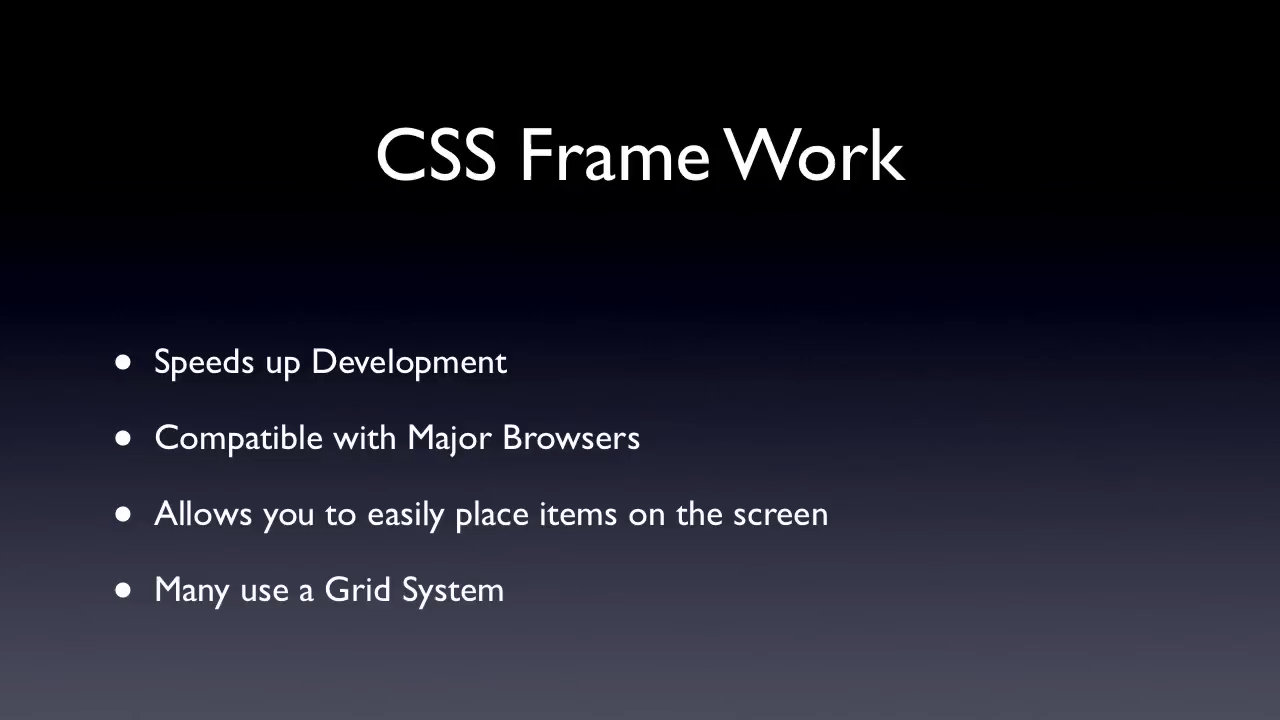 CSS Frame Work
• Speeds up Development
• Compatible with Major Browsers
• Allows you to easily place items on the screen
• Many use a Grid System